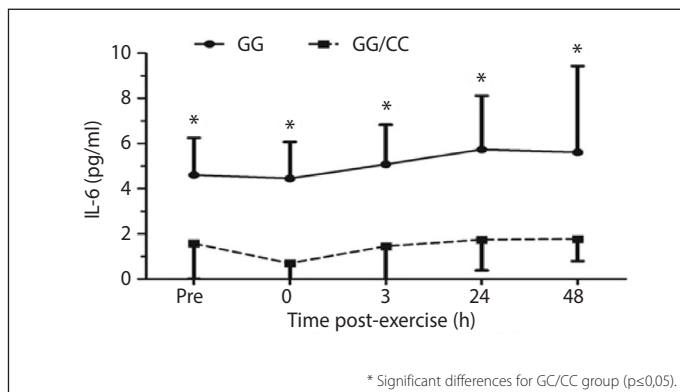 GG GG/CC
10
8
6
4
2
0
IL-6 (pg/ml)
* * * * *
Pre 0 3 24 48
Time post-exercise (h)
* Significant differences for GC/CC group (p≤0,05).